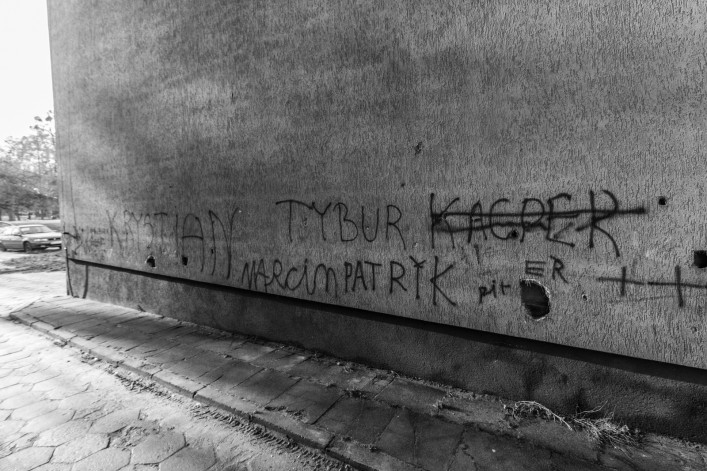 KRYSTIAN TYBUR KACPER
MARCIN PATRYK
ER